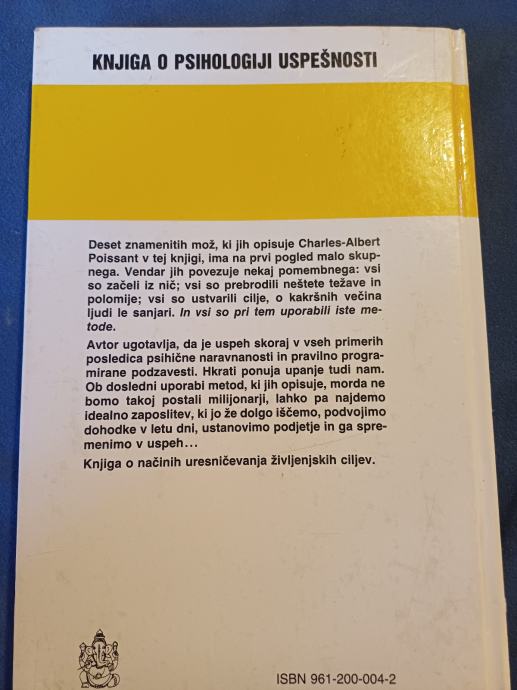 KNJIGA O PSIHOLOGIJI USPEŠNOSTI
Deset znamenitih mož, ki jih opisuje Charles-Albert
Poissant v tej knjigi, ima na prvi pogled malo skup-
nega. Vendar jih povezuje nekaj pomembnega: vsi
so začeli iz nič; vsi so prebrodili neštete težave in
polomije; vsi so ustvarili cilje, o kakršnih večina
ljudi le sanjari. In vsi so pri tem uporabili iste me-
tode.
Avtor ugotavlja, da je uspeh skoraj v vseh primerih
posledica psihične naravnanosti in pravilno progra-
mirane podzavesti. Hkrati ponuja upanje tudi nam.
Ob dosledni uporabi metod, ki jih opisuje, morda ne
bomo takoj postali milijonarji, lahko pa najdemo
idealno zaposlitev, ki jo že dolgo iščemo, podvojimo
dohodke v letu dni, ustanovimo podjetje in ga spre-
menimo v uspeh...
Knjiga o načinih uresničevanja življenjskih ciljev.
ISBN 961-200-004-2